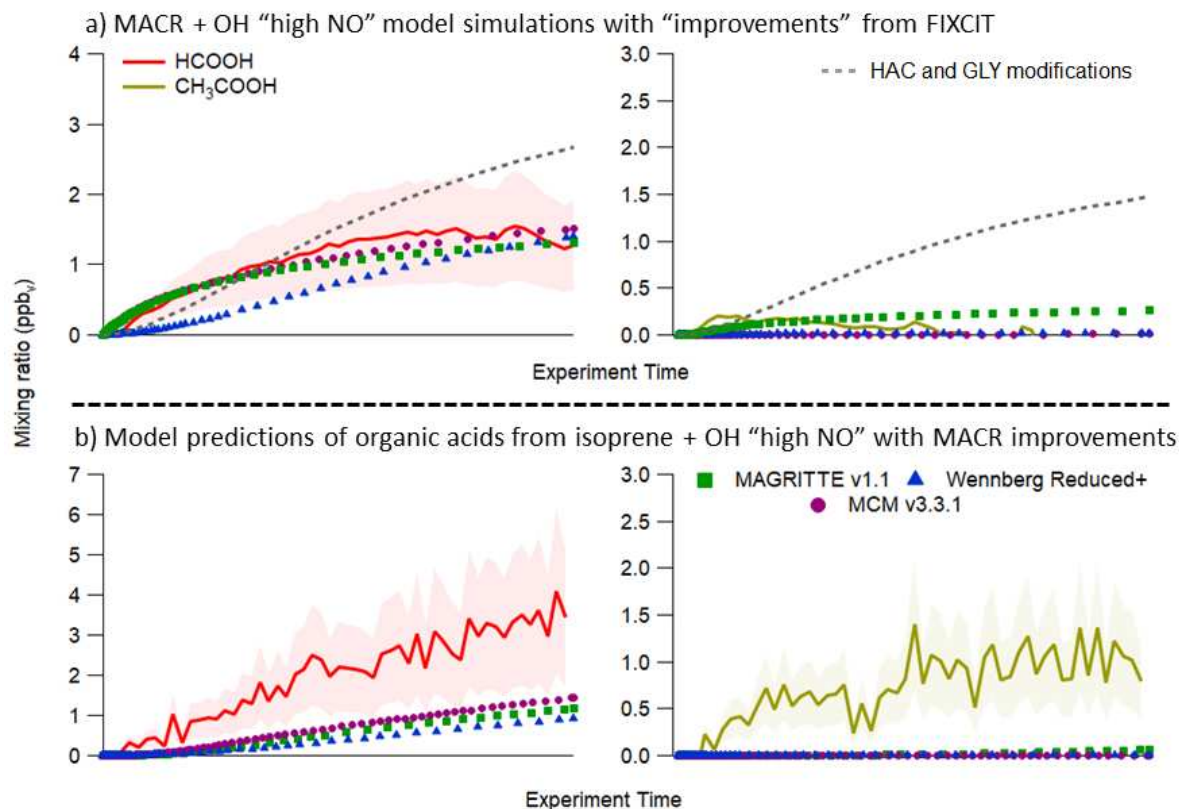 a) MACR + OH “high NO” model simulations with “improvements” from FIXCIT
4
3
2
1
0
HCOOH
CH₃COOH
3.0
2.5
2.0
1.5
1.0
0.5
0.0
HAC and GLY modifications
Experiment Time
Mixing ratio (ppbᵥ)
b) Model predictions of organic acids from isoprene + OH “high NO” with MACR improvements
7
6
5
4
3
2
1
0
3.0
2.5
2.0
1.5
1.0
0.5
0.0
MAGRITTE v1.1 Wennberg Reduced+
MCM v3.3.1
Experiment Time